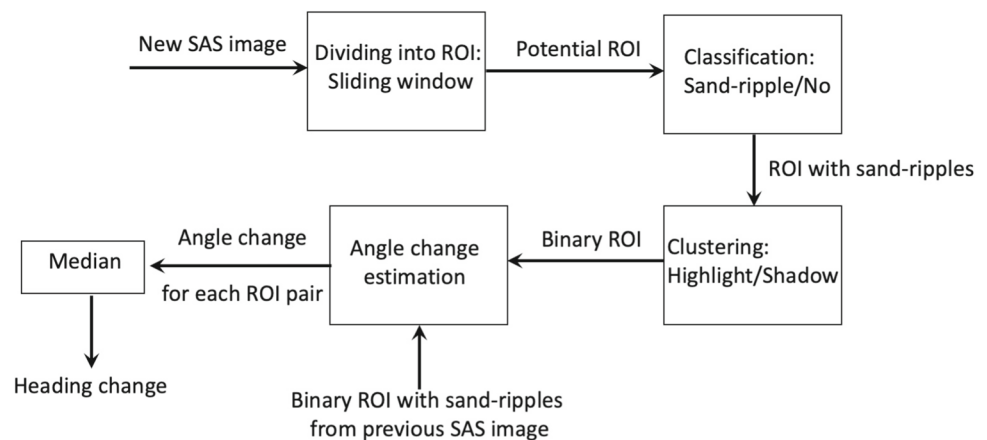 New SAS image
Dividing into ROI:
Sliding window
Potential ROI
Classification:
Sand-ripple/No
ROI with sand-ripples
Clustering:
Highlight/Shadow
Binary ROI
Angle change
estimation
Binary ROI with sand-ripples
from previous SAS image
Angle change
for each ROI pair
Median
Heading change